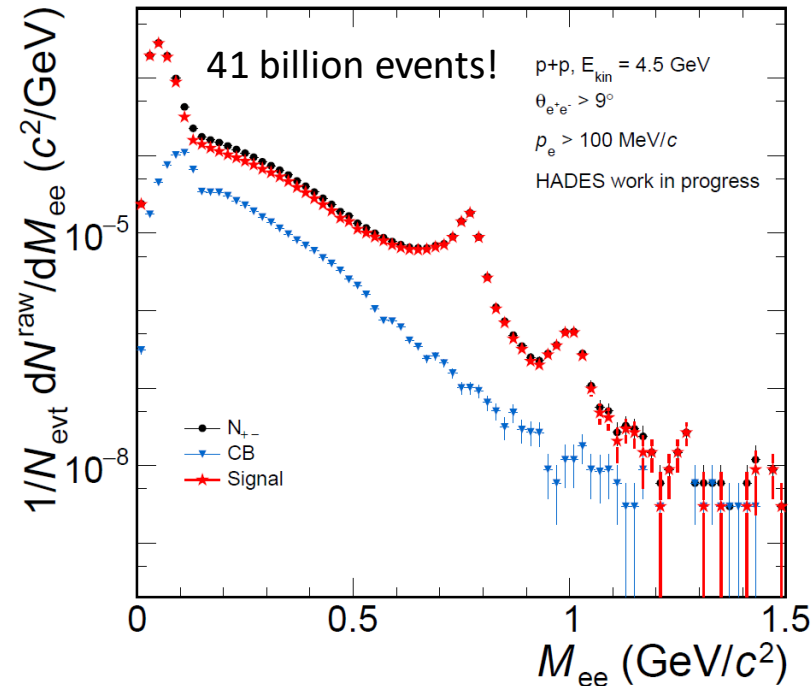 41 billion events!
p+p, E_kin = 4.5 GeV
θ_e⁺e⁻ > 9°
p_e > 100 MeV/c
HADES work in progress
1/N_evt dN^raw/dM_ee (c²/GeV)
10⁻⁵
10⁻⁸
N₊₋
CB
Signal
0 0.5 1 1.5
M_ee (GeV/c²)